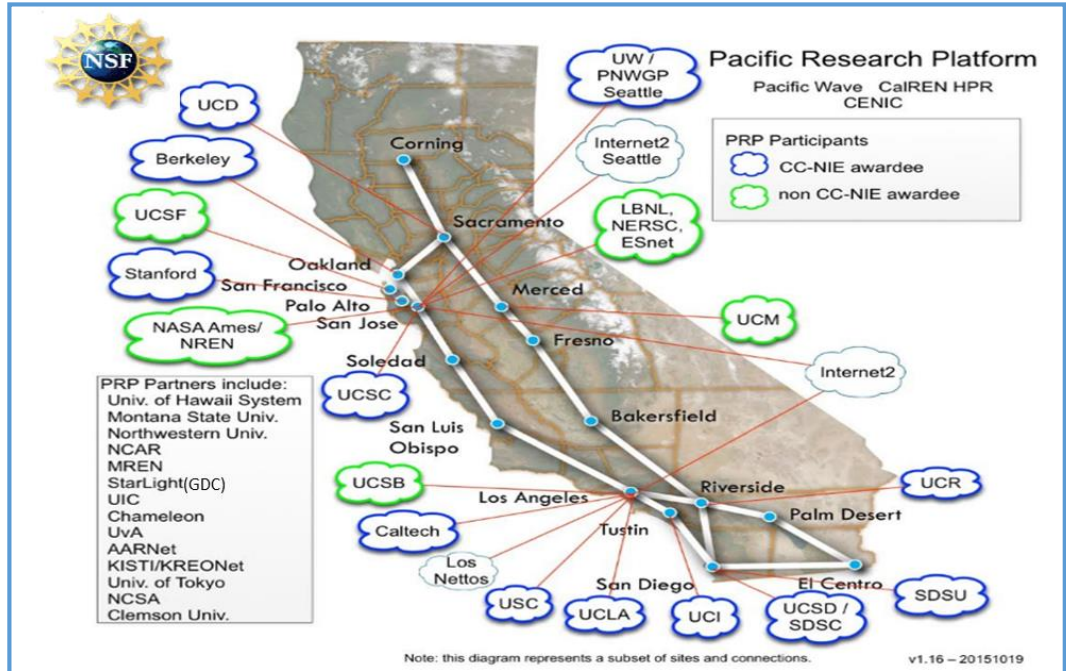 NSF
Pacific Research Platform
Pacific Wave CalREN HPR
CENIC
PRP Participants
CC-NIE awardee
non CC-NIE awardee
UW /
PNWGP
Seattle
Internet2
Seattle
LBNL,
NERSC,
ESnet
UCD
Berkeley
UCSF
Stanford
NASA Ames/
NREN
UCSC
UCM
Internet2
Corning
Sacramento
Oakland
San Francisco
Palo Alto
San Jose
Merced
Fresno
Soledad
San Luis
Obispo
Bakersfield
Los Angeles
Riverside
Tustin
Palm Desert
San Diego
El Centro
UCSB
Caltech
Los
Nettos
USC
UCLA
UCI
UCSD /
SDSC
SDSU
UCR
PRP Partners include:
Univ. of Hawaii System
Montana State Univ.
Northwestern Univ.
NCAR
MREN
StarLight(GDC)
UIC
Chameleon
UvA
AARNet
KISTI/KREONet
Univ. of Tokyo
NCSA
Clemson Univ.
Note: this diagram represents a subset of sites and connections.
v1.16 – 20151019